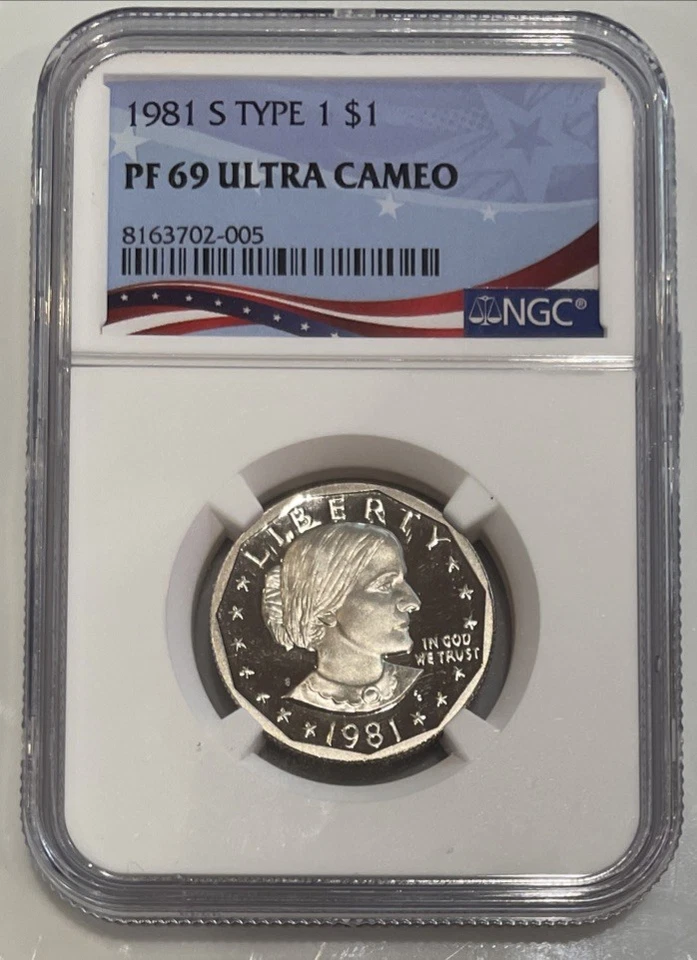 1981 S TYPE 1 $1
PF 69 ULTRA CAMEO
8163702-005
NGC®
LIBERTY
IN GOD
WE TRUST
S
1981